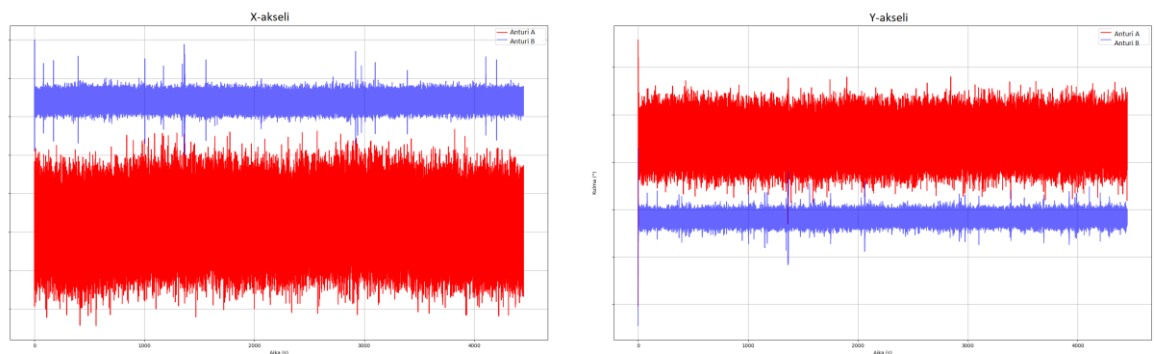 X-akseli
Anturi A
Anturi B
0
1000
2000
3000
4000
Aika (s)
Y-akseli
Anturi A
Anturi B
Kulma (°)
0
1000
2000
3000
4000
Aika (s)